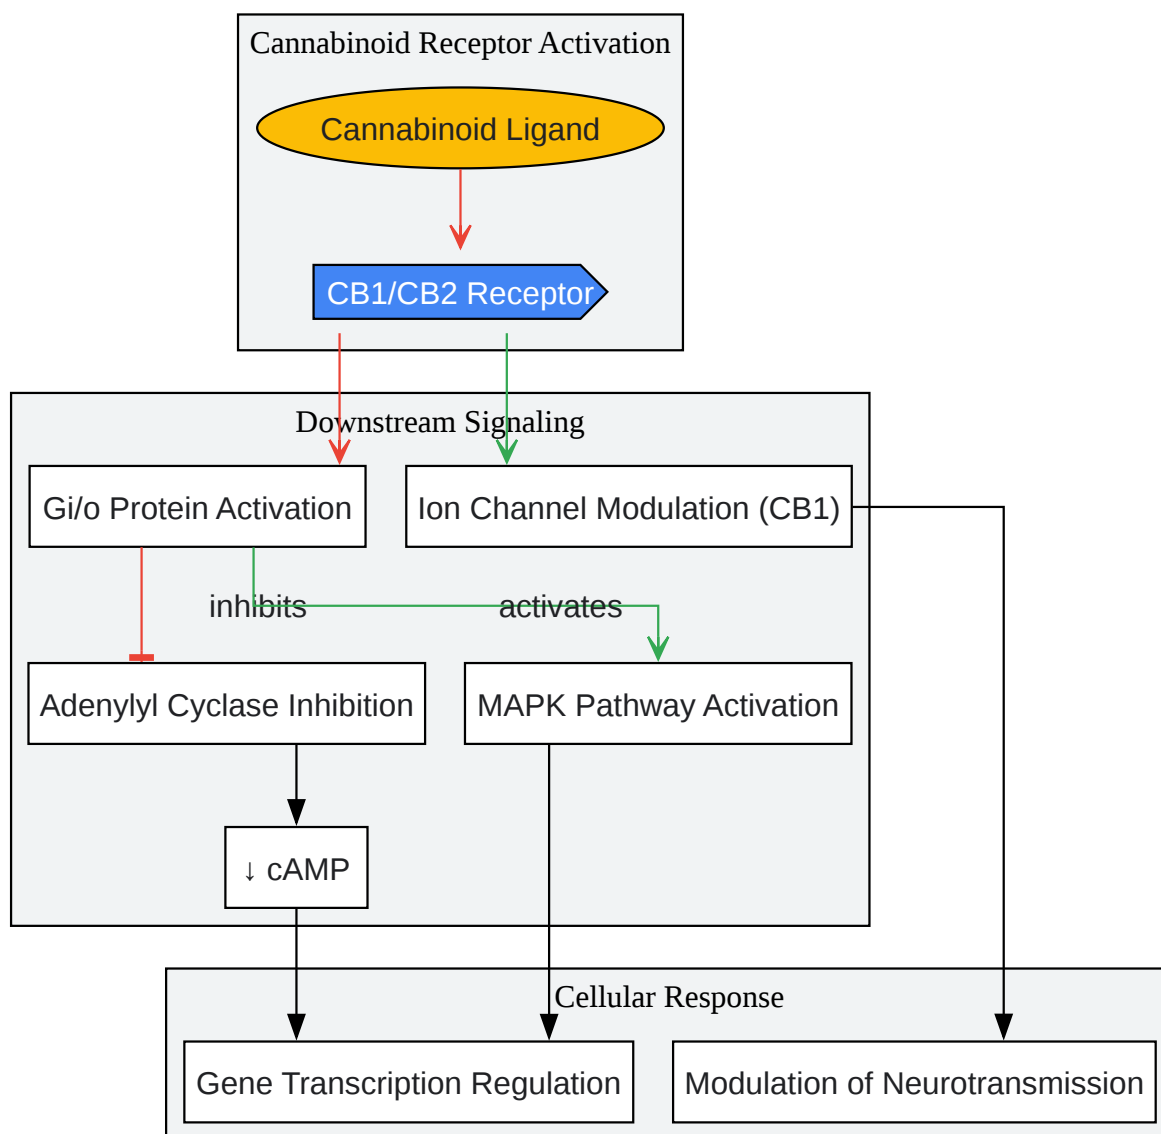 Cannabinoid Receptor Activation
Cannabinoid Ligand
CB1/CB2 Receptor
Downstream Signaling
Gi/o Protein Activation
Ion Channel Modulation (CB1)
inhibits
activates
Adenylyl Cyclase Inhibition
MAPK Pathway Activation
↓ cAMP
Cellular Response
Gene Transcription Regulation
Modulation of Neurotransmission